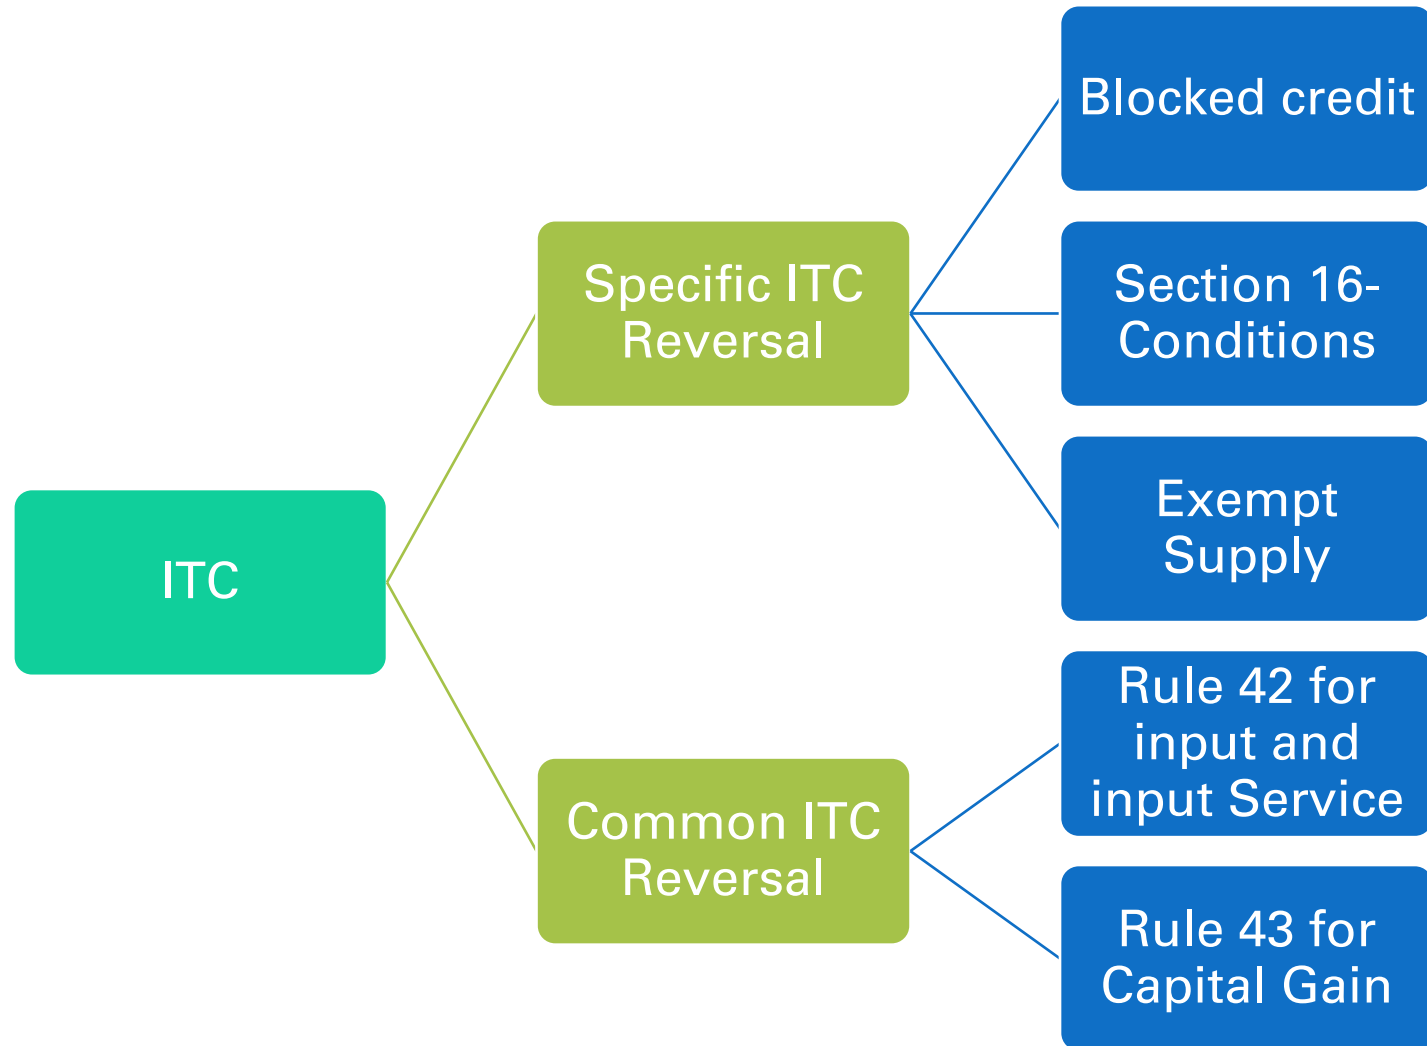 ITC
Specific ITC
Reversal
Blocked credit
Section 16-
Conditions
Exempt
Supply
Common ITC
Reversal
Rule 42 for
input and
input Service
Rule 43 for
Capital Gain